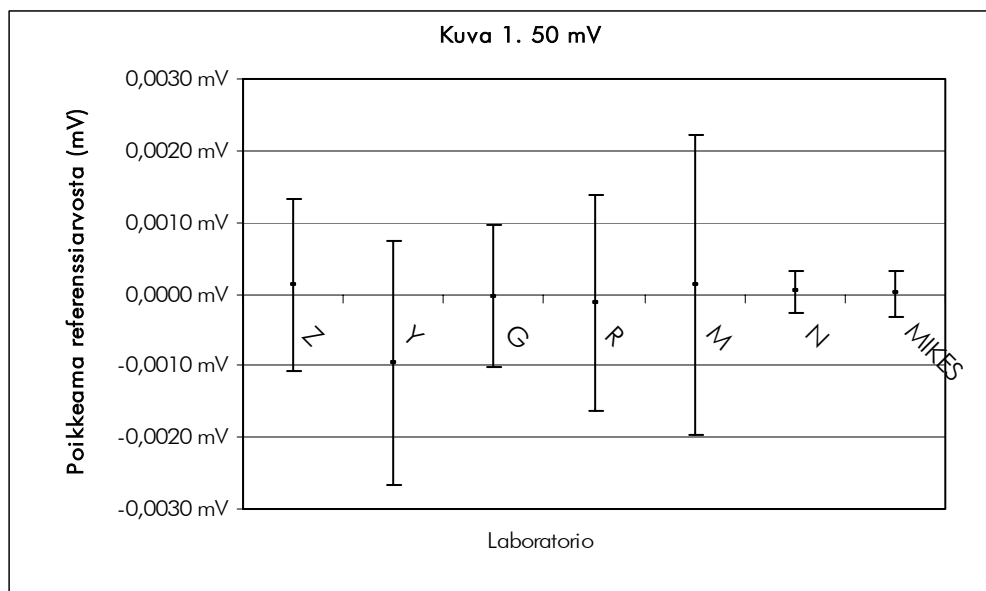 Kuva 1. 50 mV
Poikkeama referenssiarvosta (mV)
0,0030 mV
0,0020 mV
0,0010 mV
0,0000 mV
-0,0010 mV
-0,0020 mV
-0,0030 mV
Z
Y
G
R
M
N
MIKES
Laboratorio